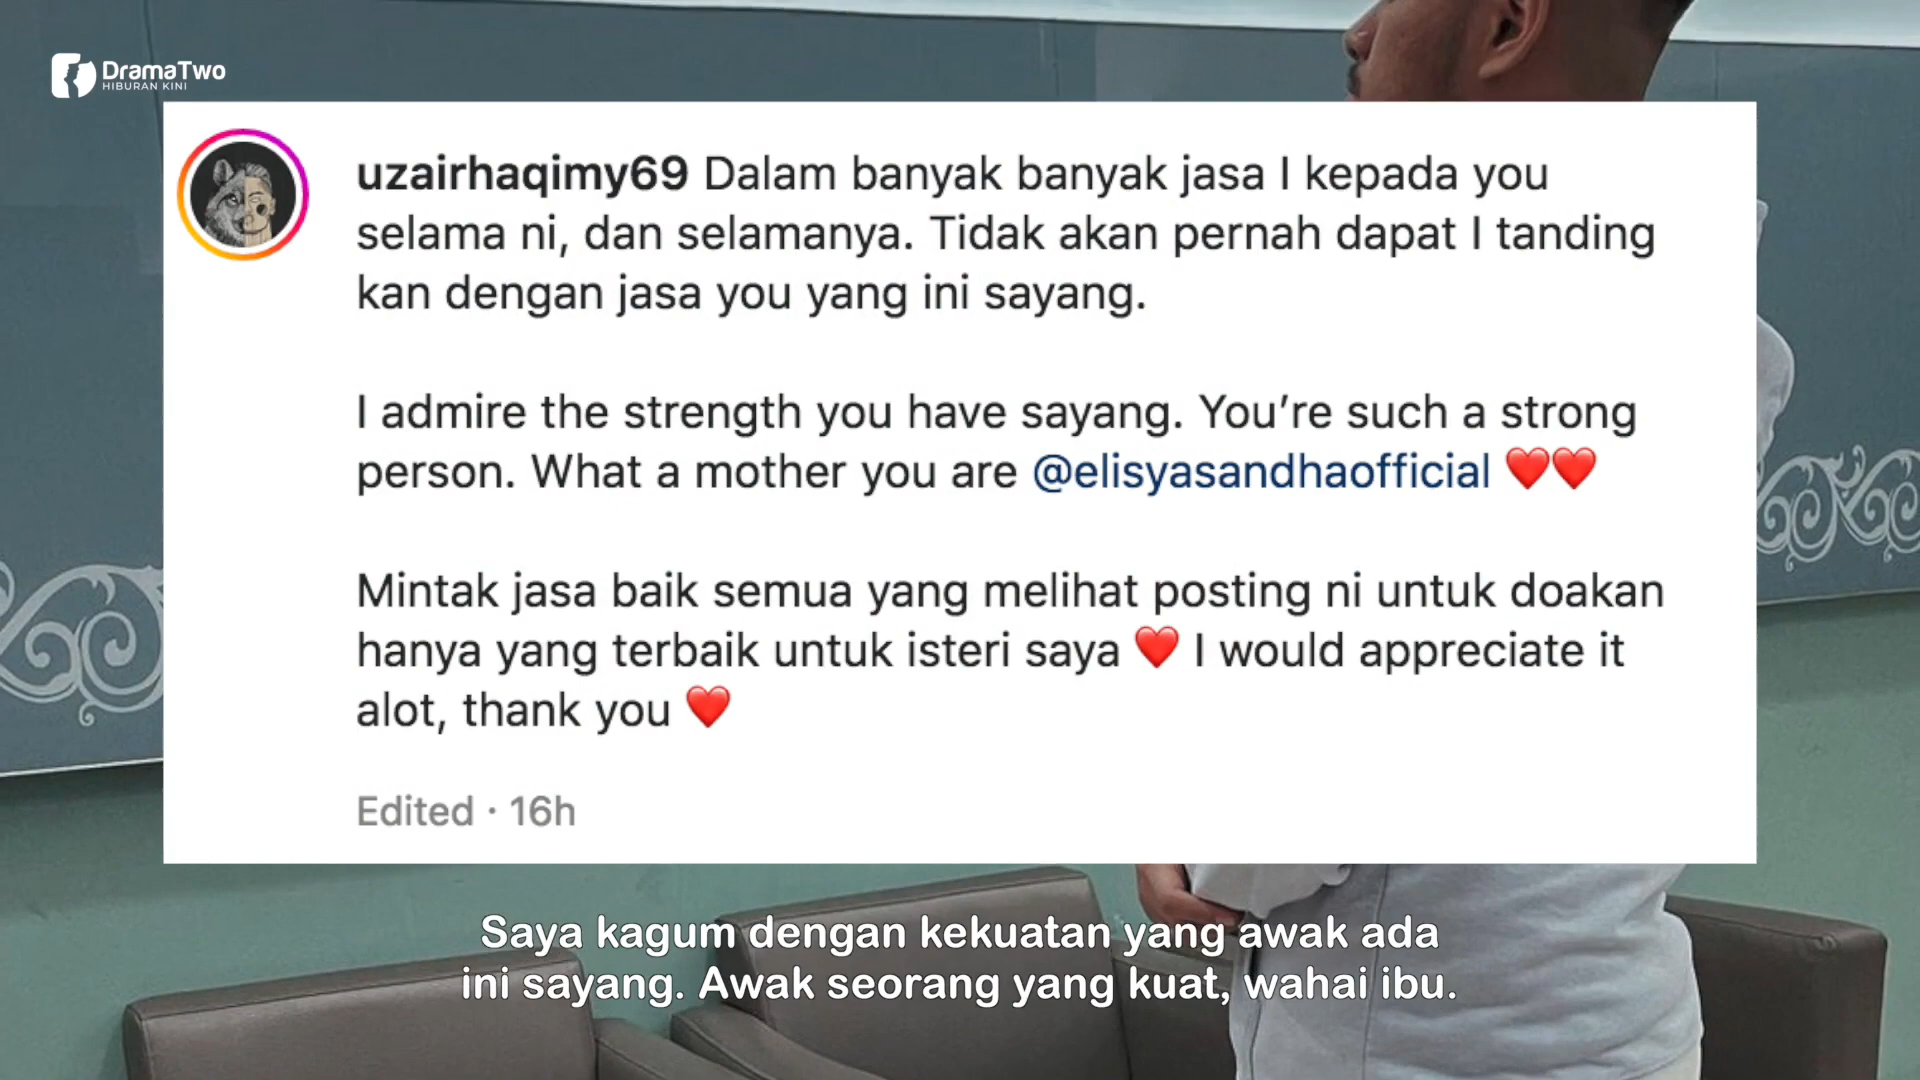 DramaTwo
HIBURAN KINI
uzairhaqimy69 Dalam banyak banyak jasa I kepada you
selama ni, dan selamanya. Tidak akan pernah dapat I tanding
kan dengan jasa you yang ini sayang.
I admire the strength you have sayang. You’re such a strong
person. What a mother you are @elisyasandhaofficial ❤️❤️
Mintak jasa baik semua yang melihat posting ni untuk doakan
hanya yang terbaik untuk isteri saya ❤️ I would appreciate it
alot, thank you ❤️
Edited · 16h
Saya kagum dengan kekuatan yang awak ada
ini sayang. Awak seorang yang kuat, wahai ibu.